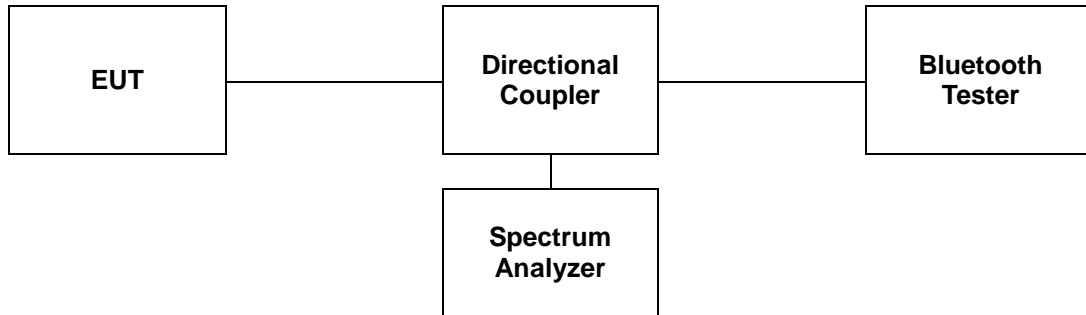 EUT
Directional
Coupler
Bluetooth
Tester
Spectrum
Analyzer